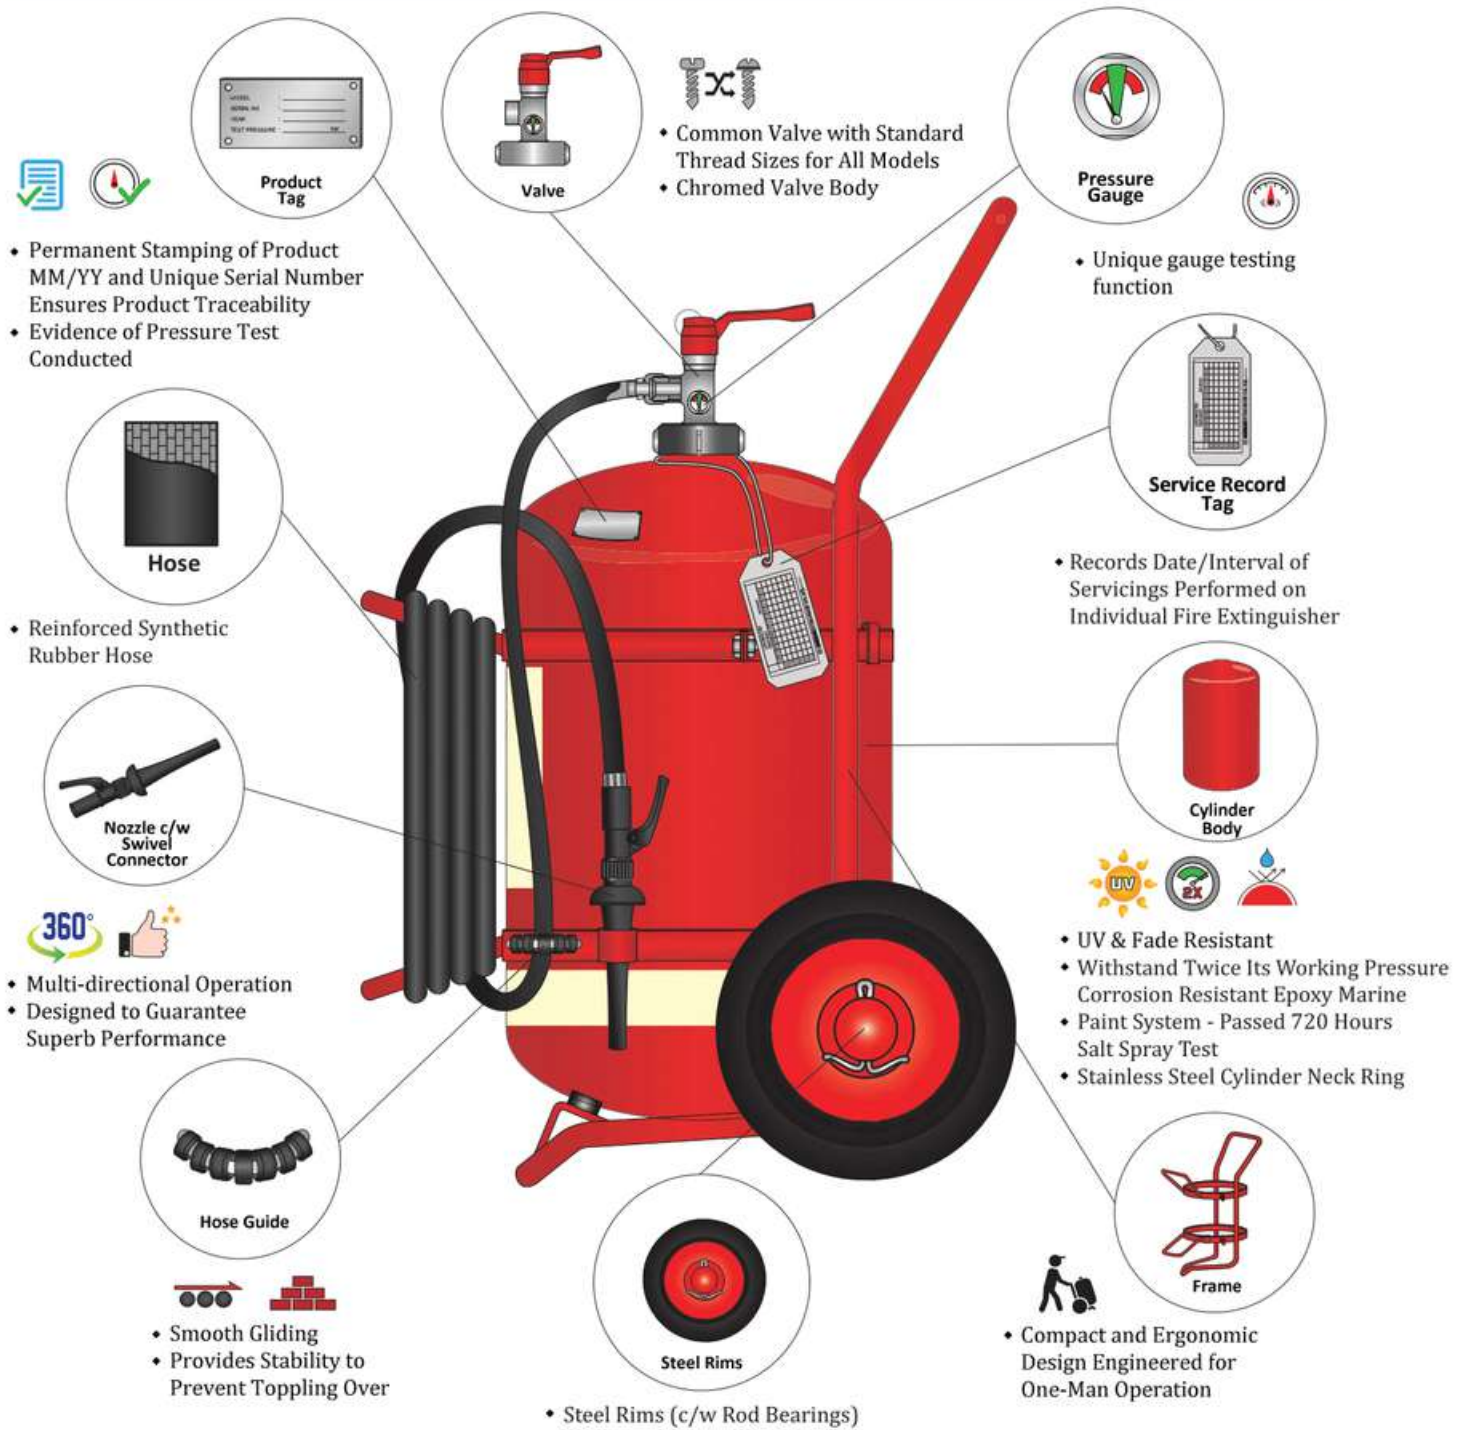 MODEL :
SERIAL NO :
YEAR :
TEST PRESSURE :
Product
Tag
Permanent Stamping of Product
MM/YY and Unique Serial Number
Ensures Product Traceability
Evidence of Pressure Test
Conducted
Valve
Common Valve with Standard
Thread Sizes for All Models
Chromed Valve Body
Pressure
Gauge
Unique gauge testing
function
Service Record
Tag
Records Date/Interval of
Servicings Performed on
Individual Fire Extinguisher
Hose
Reinforced Synthetic
Rubber Hose
Nozzle c/w
Swivel
Connector
360°
Multi-directional Operation
Designed to Guarantee
Superb Performance
Cylinder
Body
UV
2X
UV & Fade Resistant
Withstand Twice Its Working Pressure
Corrosion Resistant Epoxy Marine
Paint System - Passed 720 Hours
Salt Spray Test
Stainless Steel Cylinder Neck Ring
Hose Guide
Smooth Gliding
Provides Stability to
Prevent Toppling Over
Steel Rims
Steel Rims (c/w Rod Bearings)
Frame
Compact and Ergonomic
Design Engineered for
One-Man Operation